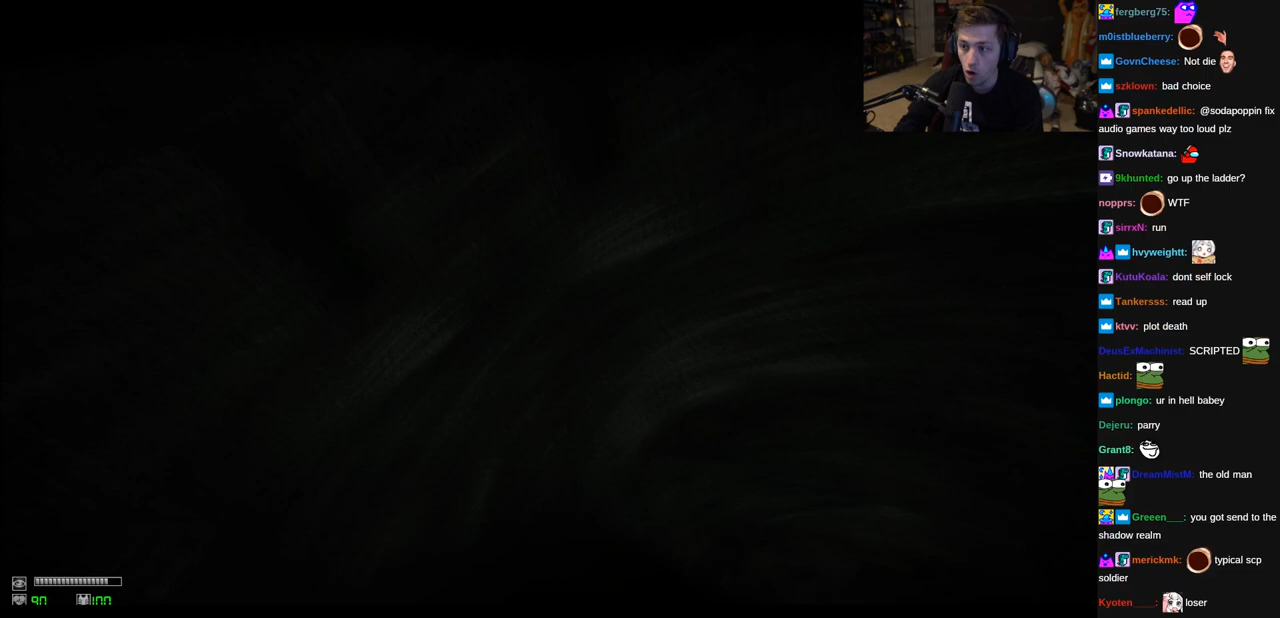 fergberg75:
m0istblueberry:
GovnCheese: Not die
szklown: bad choice
spankedellic: @sodapoppin fix
audio games way too loud plz
Snowkatana:
9khunted: go up the ladder?
nopprs: WTF
sirrxN: run
hvyweightt:
KutuKoala: dont self lock
Tankersss: read up
ktvv: plot death
DeusExMachinist: SCRIPTED
Hactid:
plongo: ur in hell babey
Dejeru: parry
Grant8:
DreamMistM: the old man
Greeen___: you got send to the
shadow realm
merickmk: typical scp
soldier
Kyoten____: loser
90 100